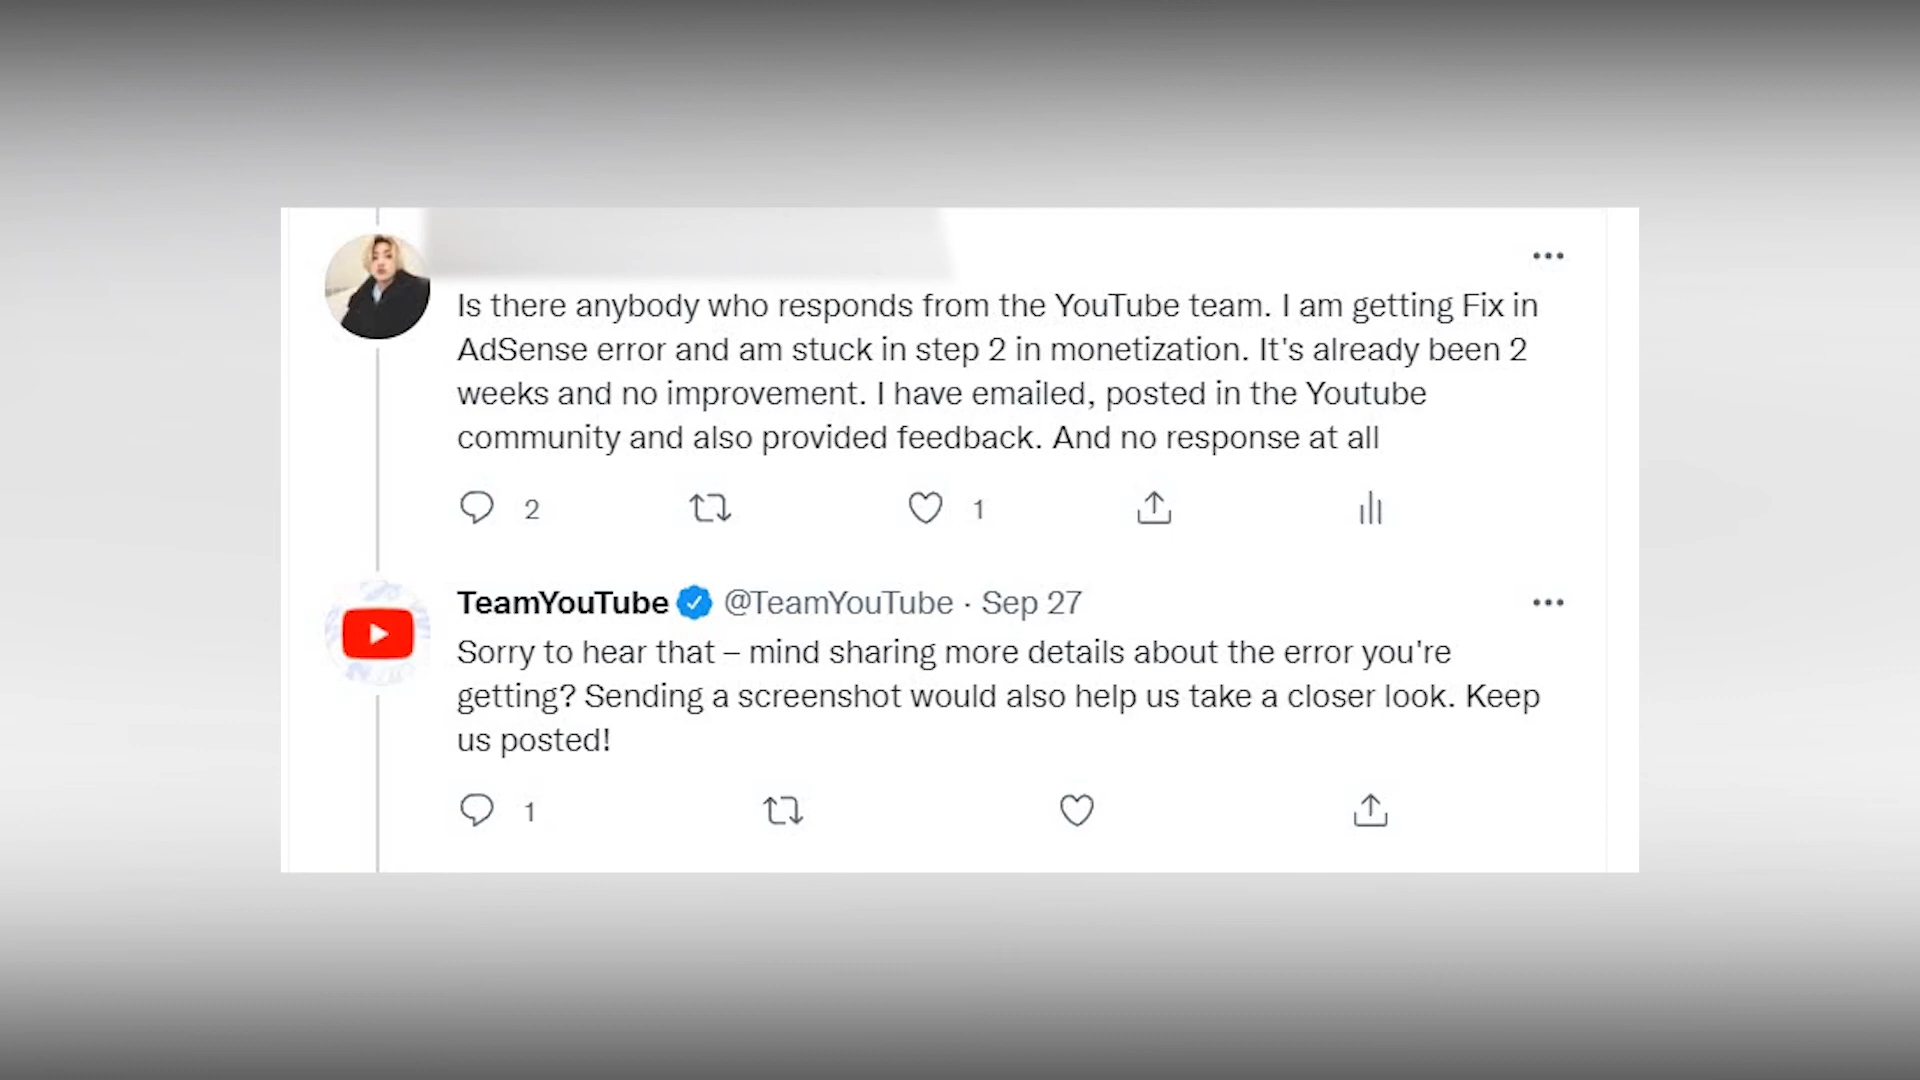 Is there anybody who responds from the YouTube team. I am getting Fix in
AdSense error and am stuck in step 2 in monetization. It's already been 2
weeks and no improvement. I have emailed, posted in the Youtube
community and also provided feedback. And no response at all
2 1
TeamYouTube @TeamYouTube · Sep 27
Sorry to hear that – mind sharing more details about the error you're
getting? Sending a screenshot would also help us take a closer look. Keep
us posted!
1